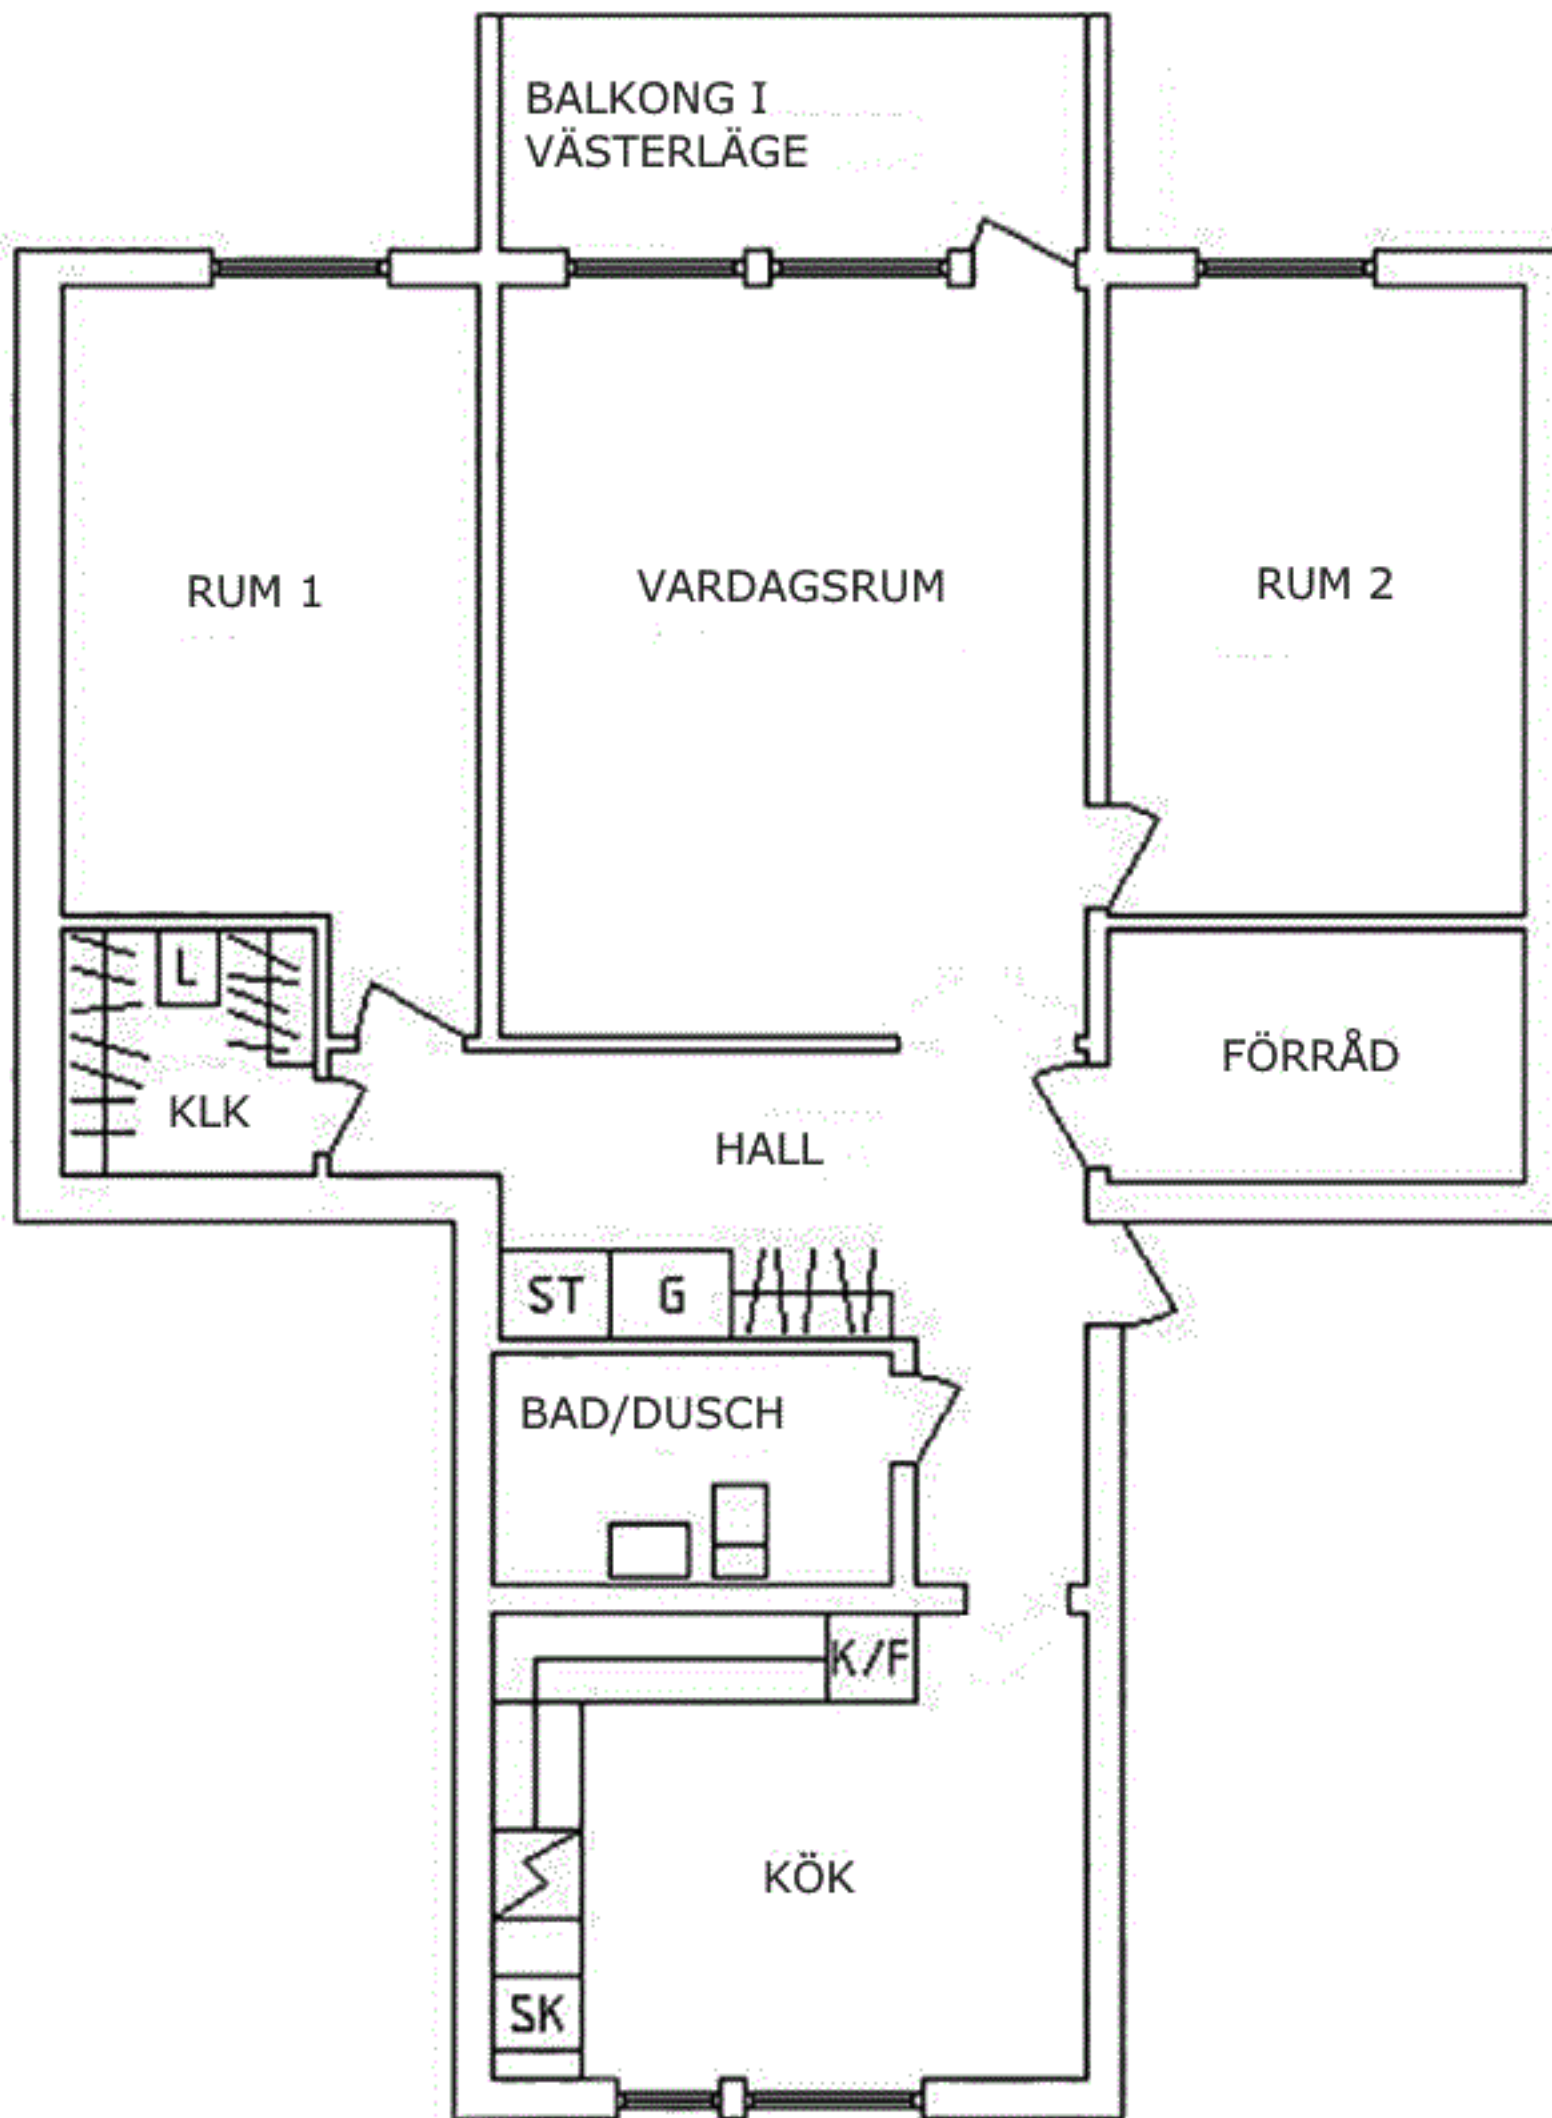 BALKONG I
VÄSTERLÄGE
RUM 1
VARDAGSRUM
RUM 2
L
KLK
FÖRRÅD
HALL
ST
G
BAD/DUSCH
K/F
KÖK
SK